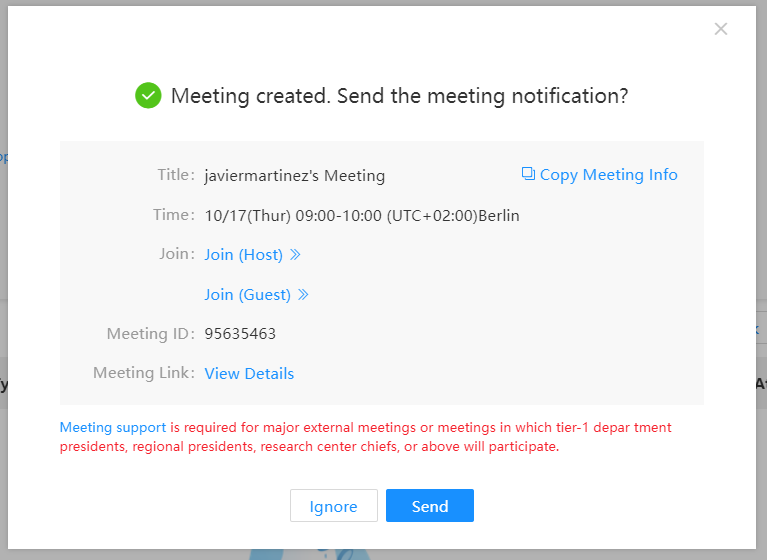 Meeting created. Send the meeting notification?
Title: javiermartinez's Meeting Copy Meeting Info
Time: 10/17(Thur) 09:00-10:00 (UTC+02:00)Berlin
Join: Join (Host)
Join (Guest)
Meeting ID: 95635463
Meeting Link: View Details
Meeting support is required for major external meetings or meetings in which tier-1 depar tment
presidents, regional presidents, research center chiefs, or above will participate.
Ignore Send